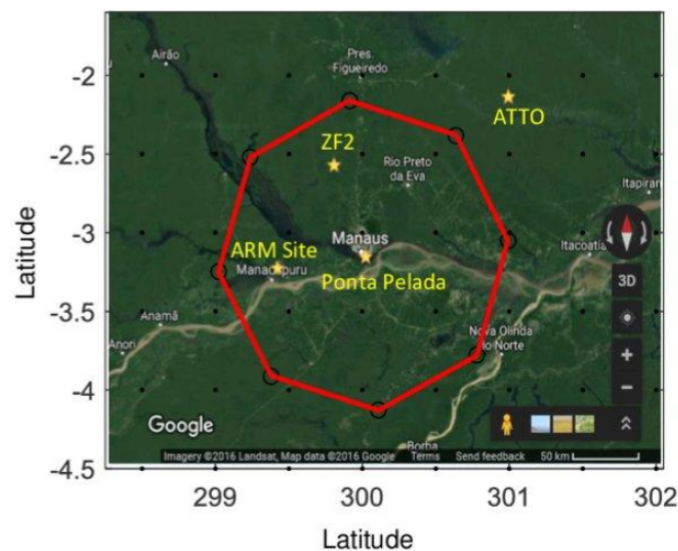 Airão
Pres.
Figueiredo
-2
ATTO
ZF2
-2.5
Rio Preto
da Eva
Itapiran
-3
Manaus
Itacoatia
ARM Site
Manacapuru
Ponta Pelada
3D
-3.5
Anamã
Anori
Nova Olinda
do Norte
-4
Google
Borba
Imagery ©2016 Landsat, Map data ©2016 Google Terms Send feedback 50 km
-4.5
299 300 301 302
Latitude
Latitude